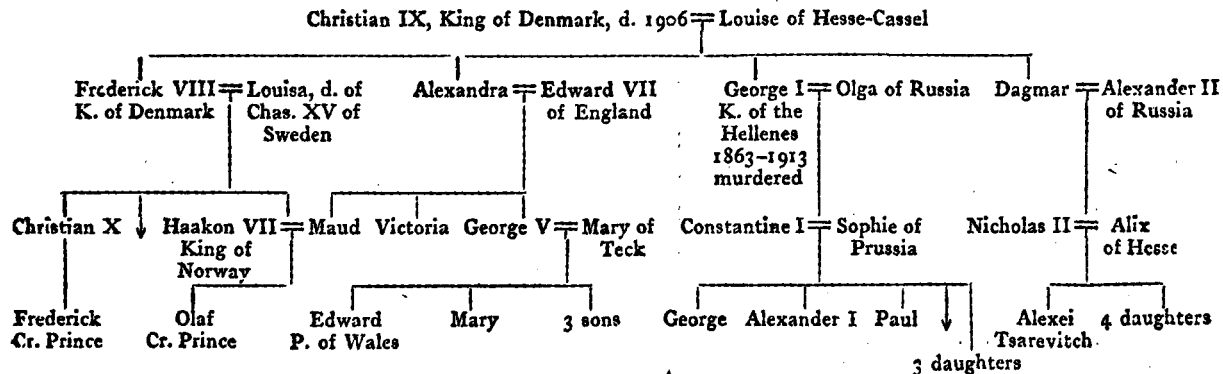 Christian IX, King of Denmark, d. 1906 = Louise of Hesse-Cassel
Frederick VIII = Louisa, d. of Alexandra = Edward VII George I = Olga of Russia Dagmar = Alexander II
K. of Denmark Chas. XV of of England K. of the of Russia
Sweden Hellenes
1863–1913
murdered
Christian X Haakon VII = Maud Victoria George V = Mary of Constantine I = Sophie of Nicholas II = Alix
King of Teck Prussia of Hesse
Norway
Frederick Olaf Edward Mary 3 sons George Alexander I Paul Alexei 4 daughters
Cr. Prince Cr. Prince P. of Wales Tsarevitch
3 daughters